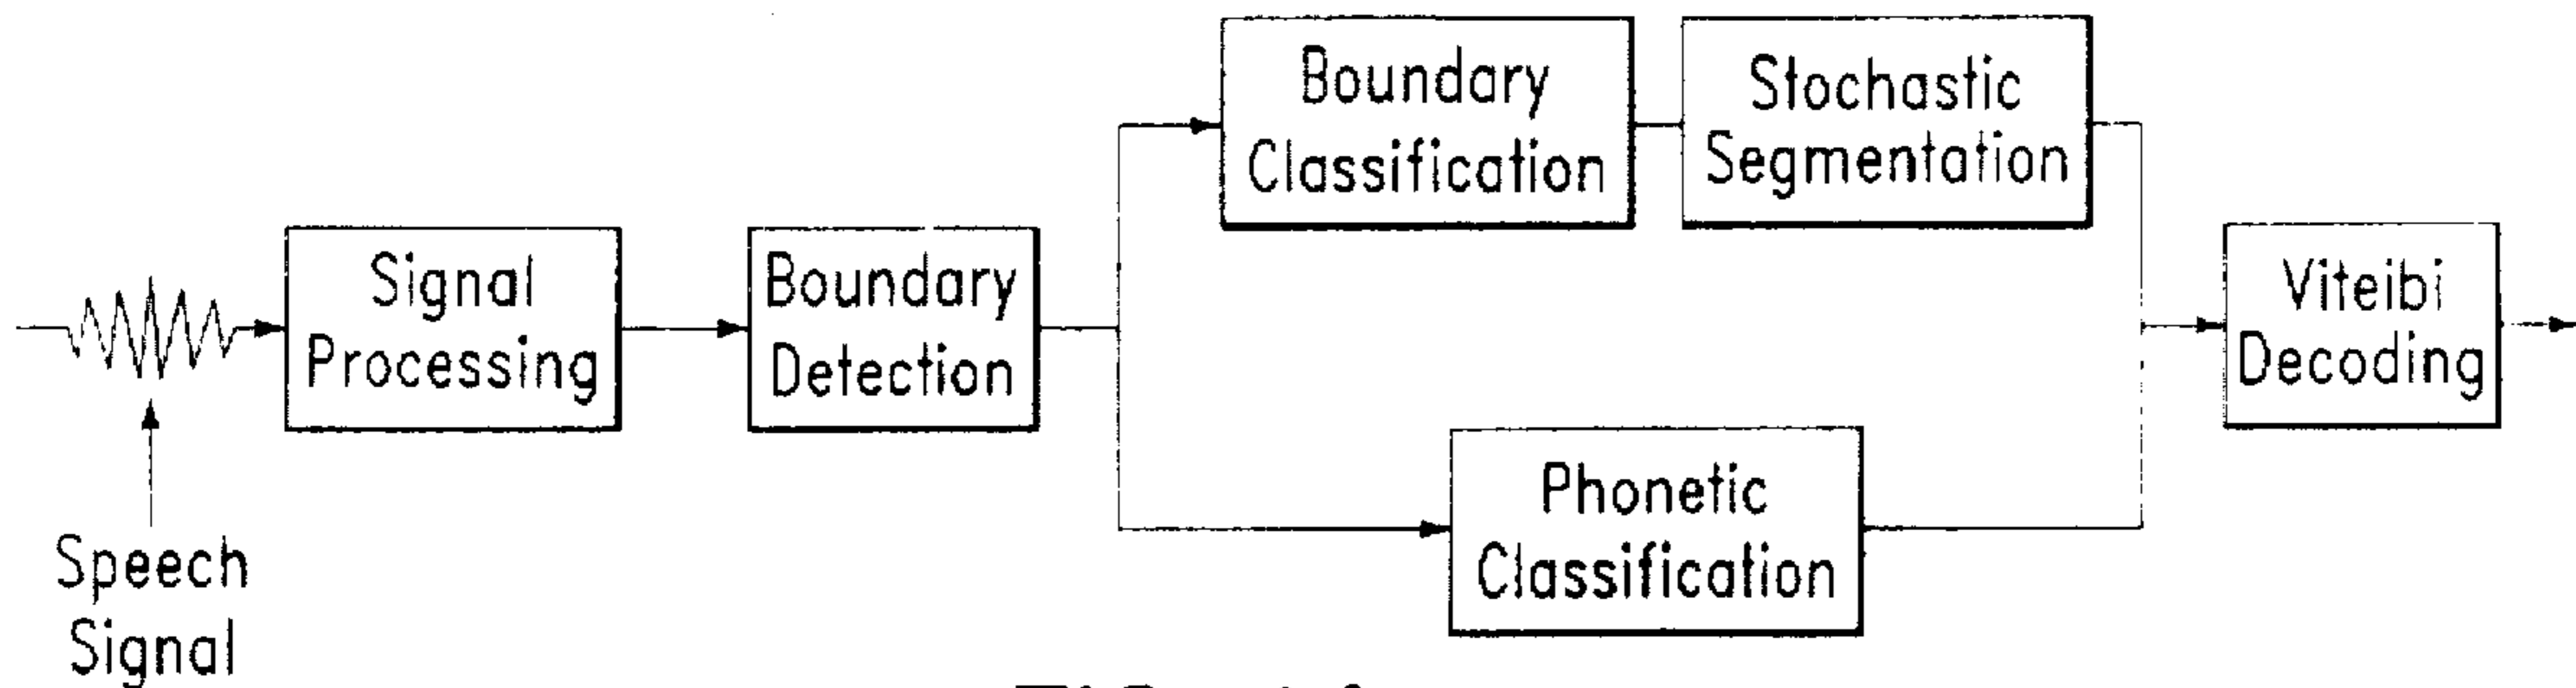 Boundary
Classification
Stochastic
Segmentation
Signal
Processing
Boundary
Detection
Viteibi
Decoding
Phonetic
Classification
Speech
Signal